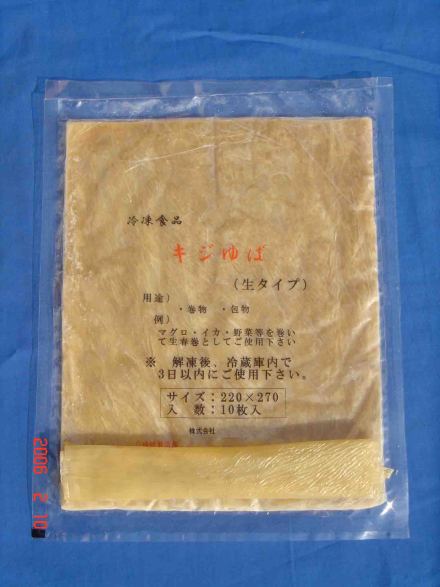 冷凍食品
キジゆば
(生タイプ)
用途)
・巻物 ・包物
例)
マグロ・イカ・野菜等を巻い
て生春巻としてご使用下さい
※ 解凍後、冷蔵庫内で
3日以内にご使用下さい。
サイズ:220×270
入 数:10枚入
株式会社
2006 2 10